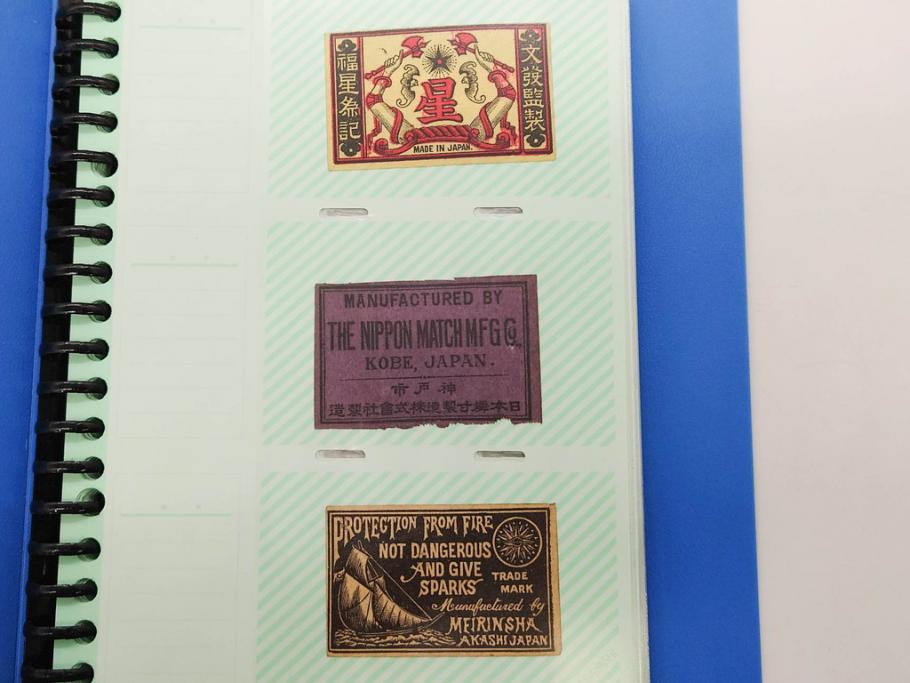 福星為記
星
MADE IN JAPAN.
文發監製
MANUFACTURED BY
THE NIPPON MATCH MFG Co.,
KOBE, JAPAN.
市戸神
造製社會式株造製寸燐本日
PROTECTION FROM FIRE
NOT DANGEROUS
AND GIVE
SPARKS
TRADE
MARK
Manufactured by
MEIRINSHA
AKASHI JAPAN